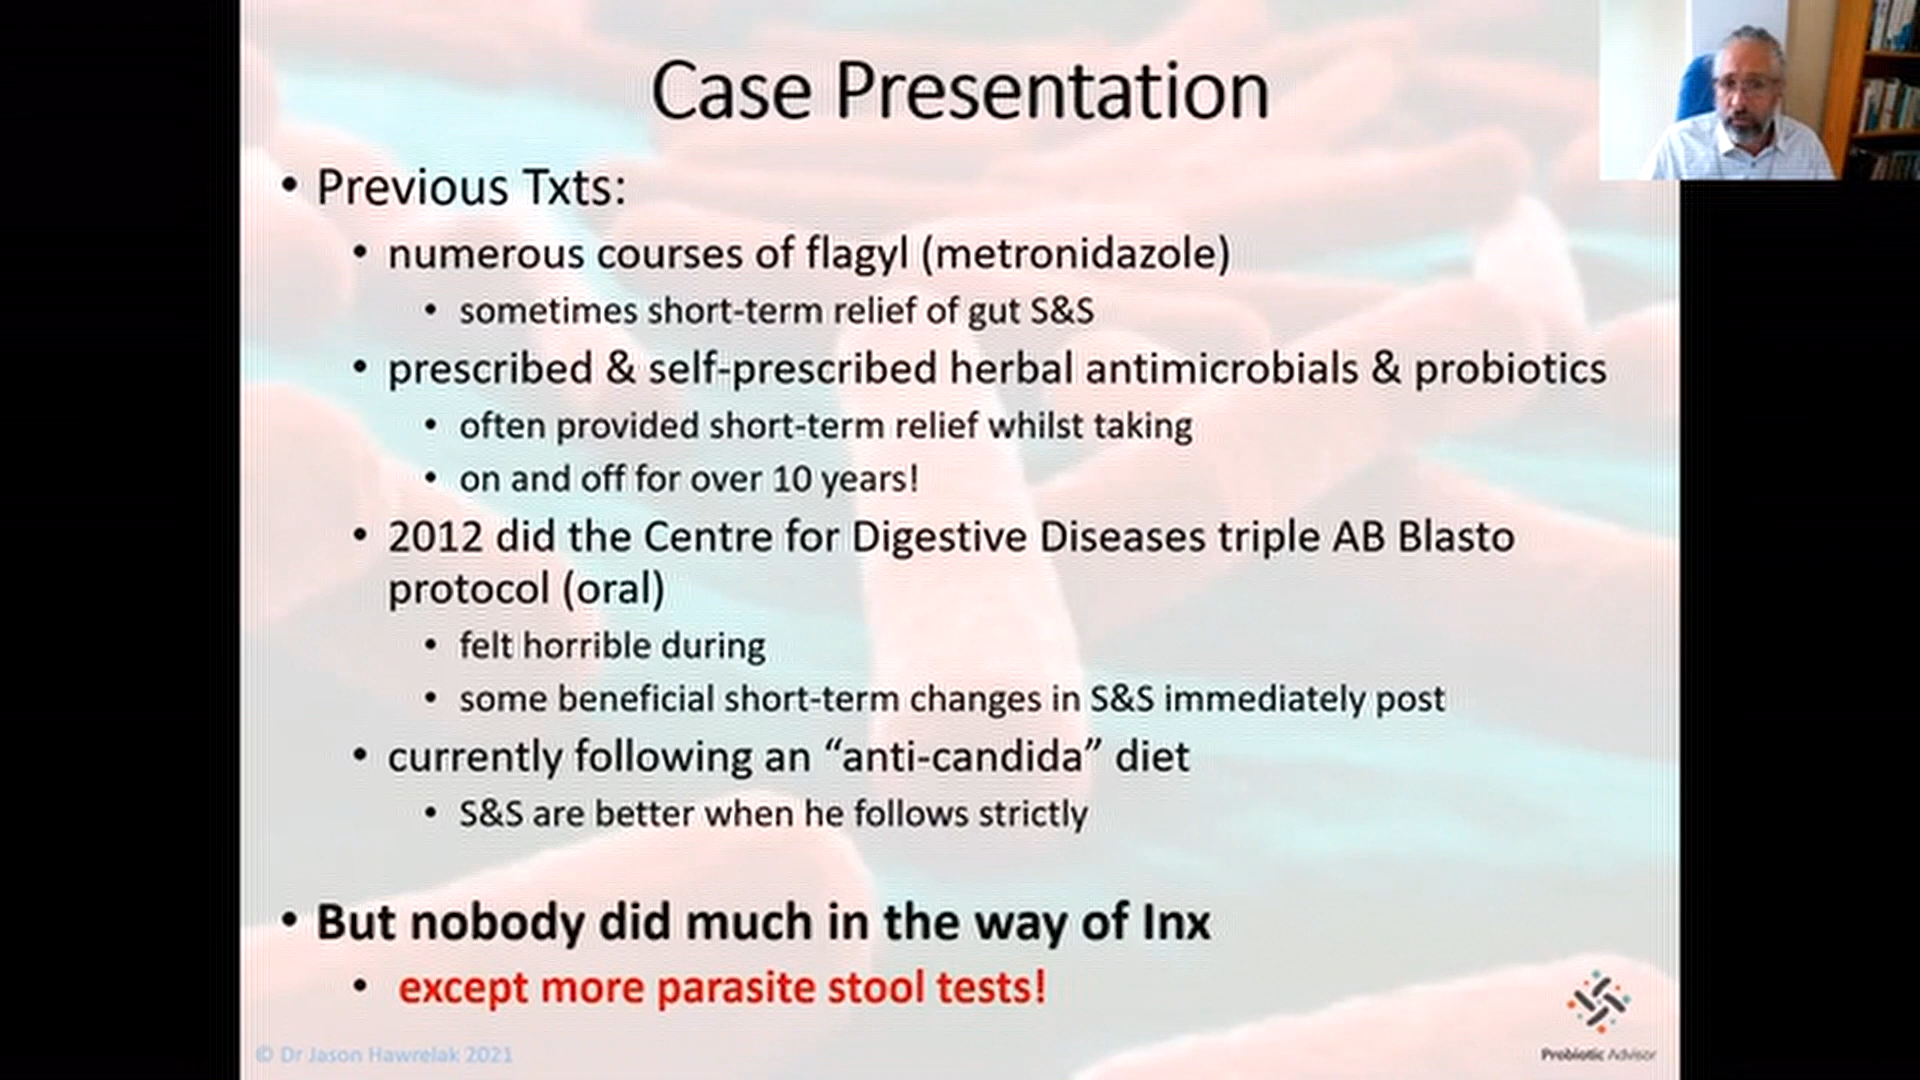 Case Presentation
• Previous Txts:
• numerous courses of flagyl (metronidazole)
• sometimes short-term relief of gut S&S
• prescribed & self-prescribed herbal antimicrobials & probiotics
• often provided short-term relief whilst taking
• on and off for over 10 years!
• 2012 did the Centre for Digestive Diseases triple AB Blasto
protocol (oral)
• felt horrible during
• some beneficial short-term changes in S&S immediately post
• currently following an “anti-candida” diet
• S&S are better when he follows strictly
• But nobody did much in the way of Inx
• except more parasite stool tests!
© Dr Jason Hawrelak 2021
Probiotic Advisor